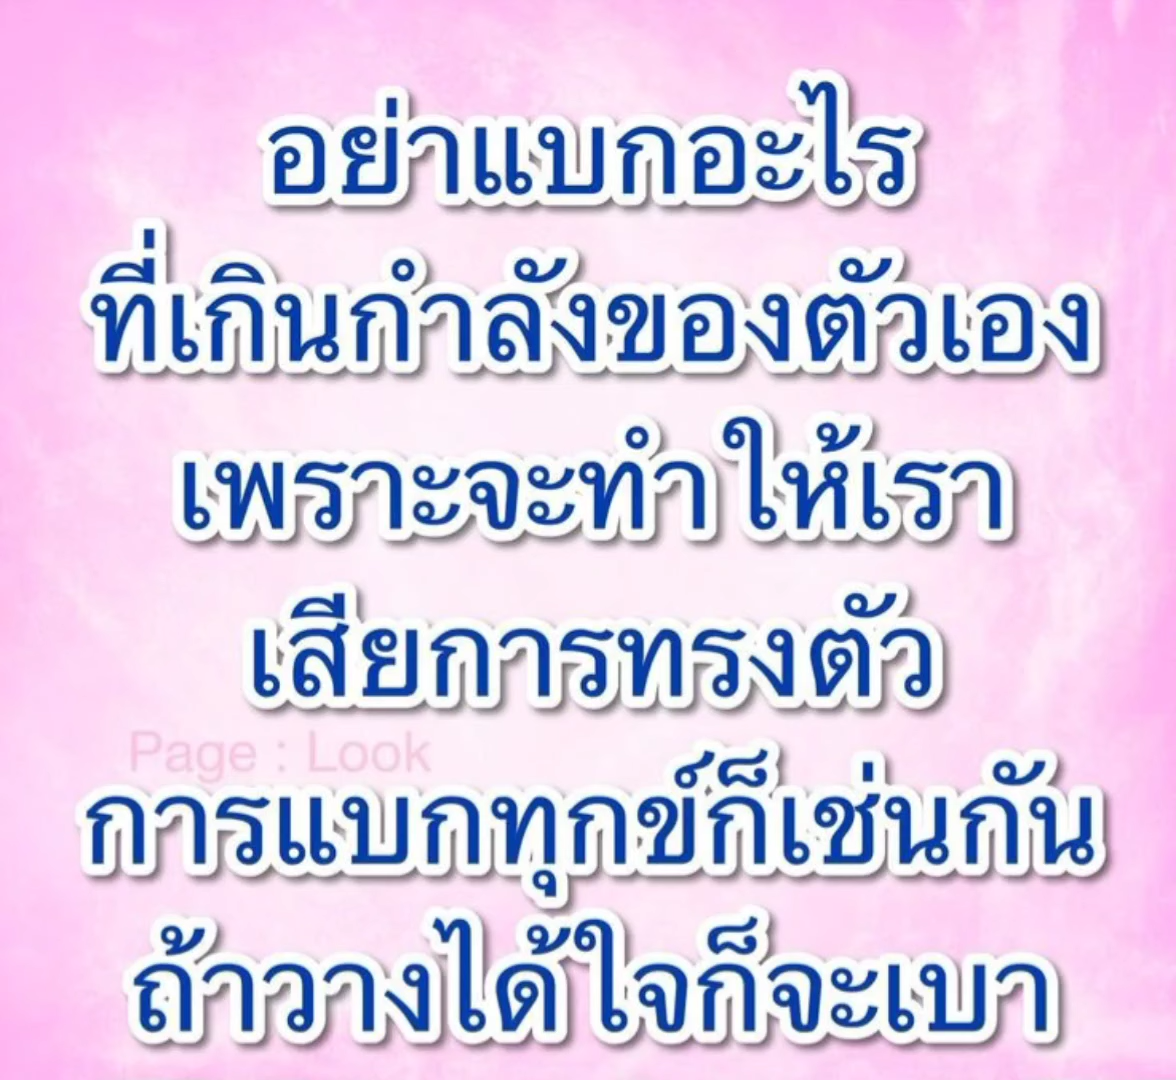 อย่าแบกอะไร
ที่เกินกำลังของตัวเอง
เพราะจะทำให้เรา
เสียการทรงตัว
Page : Look
การแบกทุกข์ก็เช่นกัน
ถ้าวางได้ใจก็จะเบา